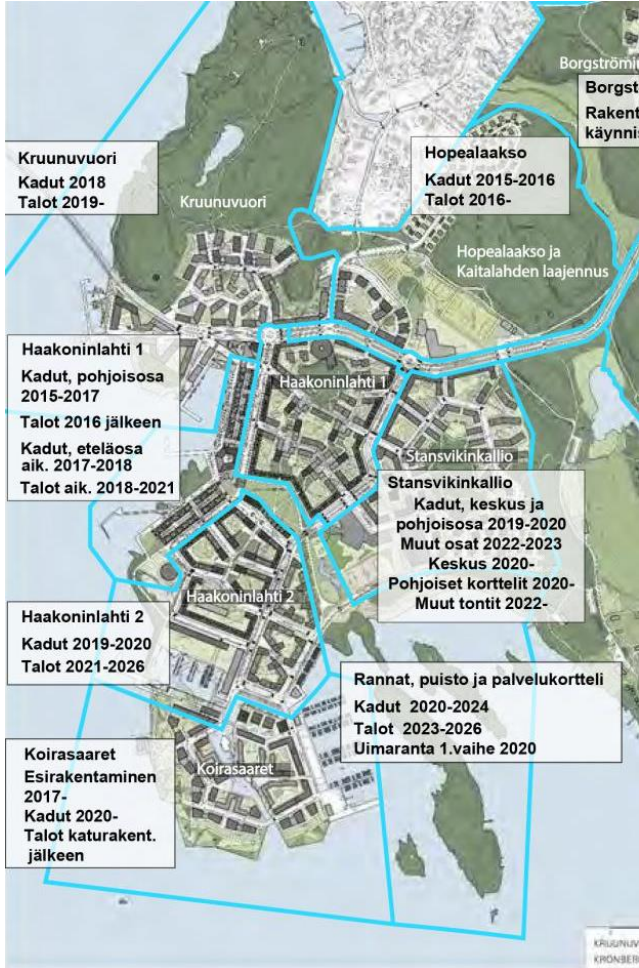 Borgst
Rakent
Kruunuvuori
Kadut 2018
Talot 2019-
Kruunuvuori
Hopealaakso
Kadut 2015-2016
Talot 2016-
Hopealaakso ja
Kaitalahden laajennus
Haakoninlahti 1
Kadut, pohjoisosa
2015-2017
Talot 2016 jälkeen
Kadut, eteläosa
aik. 2017-2018
Talot aik. 2018-2021
Haakoninlahti 1
Stansvikinkallio
Stansvikinkallio
Kadut, keskus ja
pohjoisosa 2019-2020
Muut osat 2022-2023
Keskus 2020-
Pohjoiset korttelit 2020-
Muut tontit 2022-
Haakoninlahti 2
Haakoninlahti 2
Kadut 2019-2020
Talot 2021-2026
Rannat, puisto ja palvelukortteli
Kadut 2020-2024
Talot 2023-2026
Uimaranta 1.vaihe 2020
Koirasaaret
Esirakentaminen
2017-
Kadut 2020-
Talot katurakent.
jälkeen
Koirasaaret
KRUUNUV
KRONBER